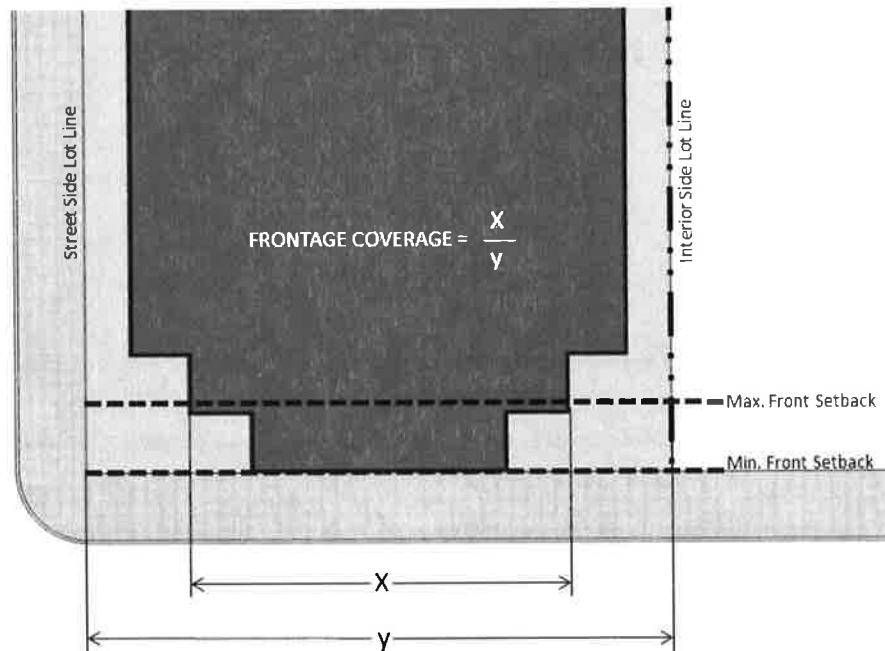 Street Side Lot Line
Interior Side Lot Line
FRONTAGE COVERAGE = X
y
Max. Front Setback
Min. Front Setback
X
y